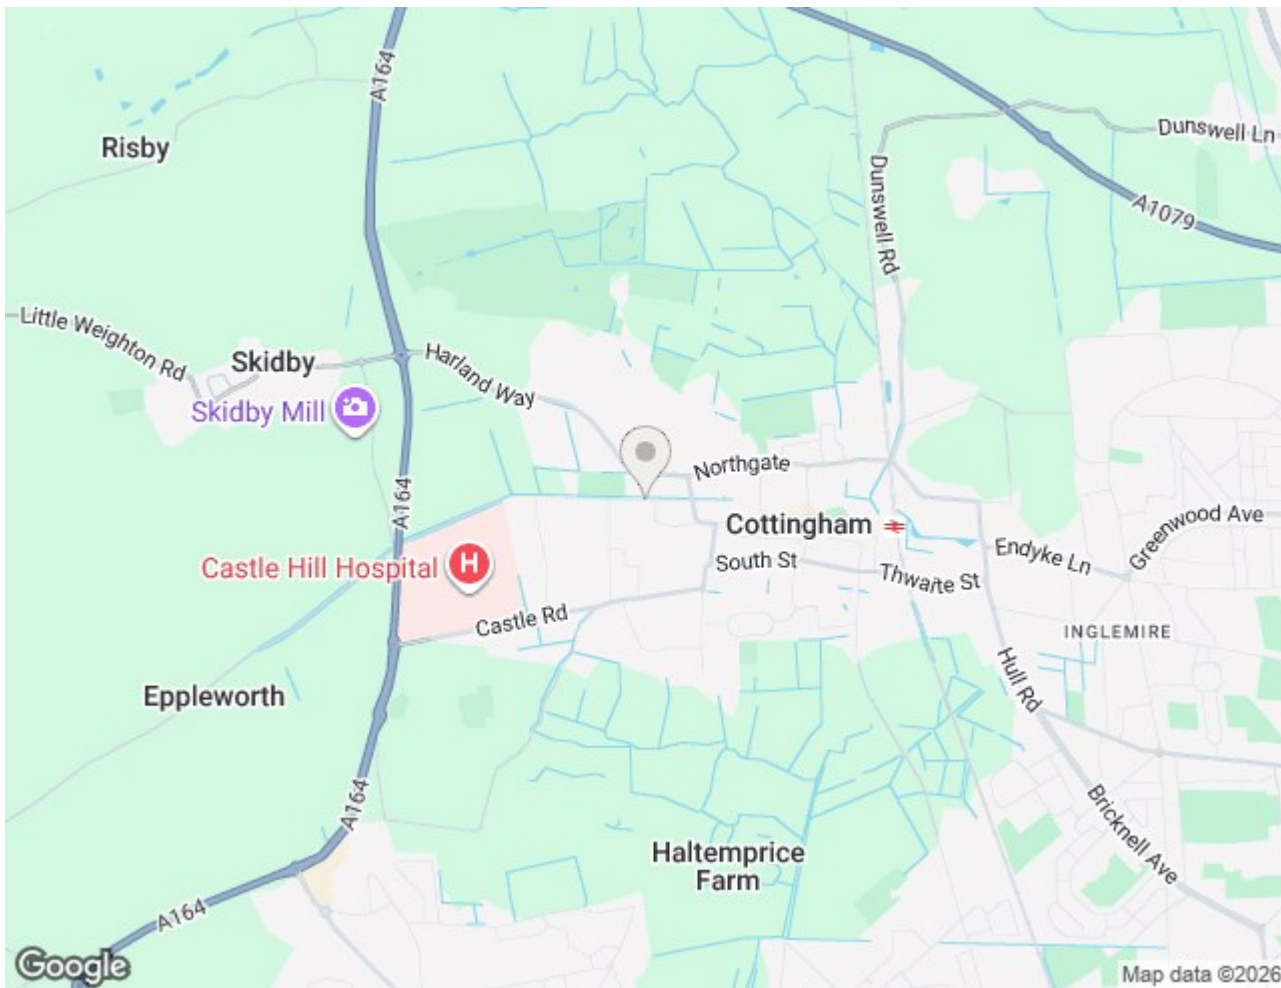 A164
Dunswell Ln
Risby
Dunswell Rd
A1079
Little Weighton Rd
Skidby
Harland Way
Skidby Mill
Northgate
A164
Cottingham
Greenwood Ave
South St
Endyke Ln
Castle Hill Hospital
H
Thwaite St
Castle Rd
INGLEMIRE
Hull Rd
Eppleworth
A164
Bricknell Ave
Haltemprice
Farm
A164
Google
Map data ©2026